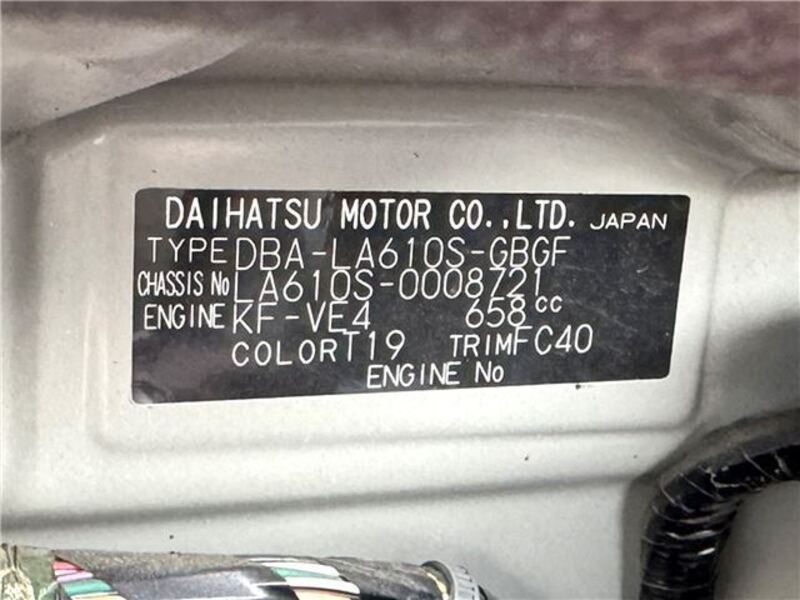 DAIHATSU MOTOR CO.,LTD. JAPAN
TYPE DBA-LA610S-GBGF
CHASSIS No LA610S-0008721
ENGINE KF-VE4 658cc
COLOR T19 TRIM FC40
ENGINE No